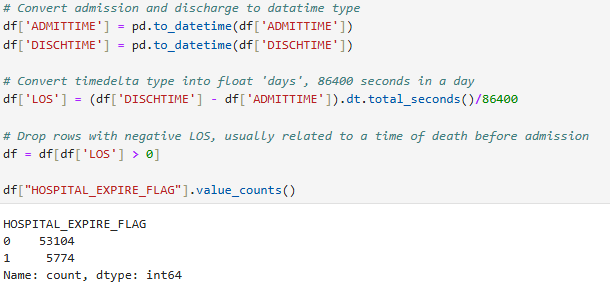 # Convert admission and discharge to datatime type
df['ADMITTIME'] = pd.to_datetime(df['ADMITTIME'])
df['DISCHTIME'] = pd.to_datetime(df['DISCHTIME'])
# Convert timedelta type into float 'days', 86400 seconds in a day
df['LOS'] = (df['DISCHTIME'] - df['ADMITTIME']).dt.total_seconds()/86400
# Drop rows with negative LOS, usually related to a time of death before admission
df = df[df['LOS'] > 0]
df["HOSPITAL_EXPIRE_FLAG"].value_counts()
HOSPITAL_EXPIRE_FLAG
0    53104
1     5774
Name: count, dtype: int64